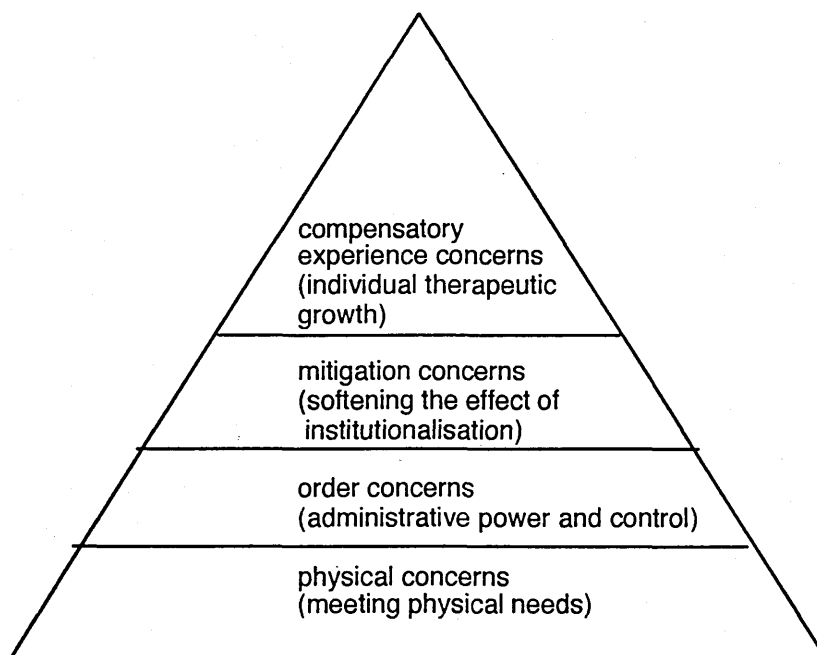 compensatory
experience concerns
(individual therapeutic
growth)
mitigation concerns
(softening the effect of
institutionalisation)
order concerns
(administrative power and control)
physical concerns
(meeting physical needs)